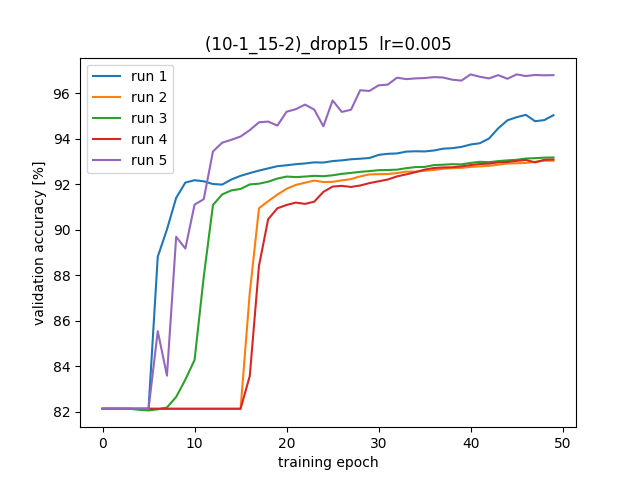 (10-1_15-2)_drop15  lr=0.005
run 1
run 2
run 3
run 4
run 5
validation accuracy [%]
96
94
92
90
88
86
84
82
0 10 20 30 40 50
training epoch